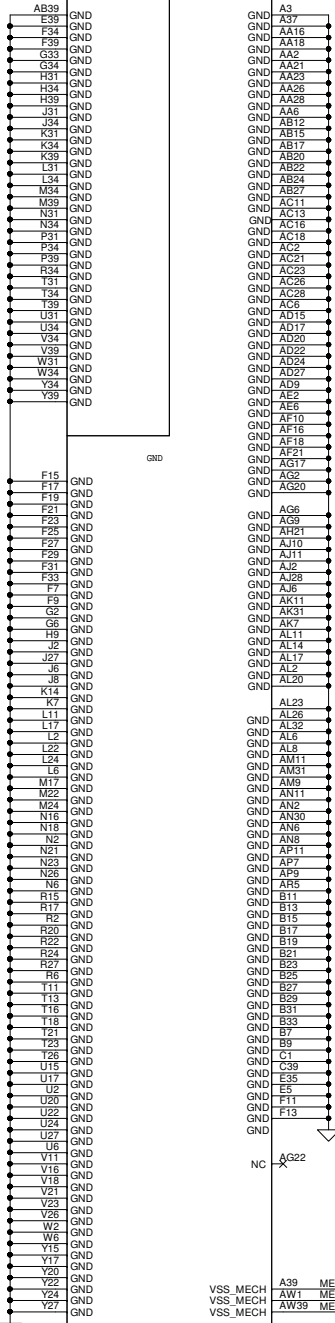 AB39 GND
E39 GND
F34 GND
F39 GND
G33 GND
G34 GND
H31 GND
H34 GND
H39 GND
J31 GND
J34 GND
K31 GND
K34 GND
K39 GND
L31 GND
L34 GND
M34 GND
M39 GND
N31 GND
N34 GND
P31 GND
P34 GND
P39 GND
R34 GND
T31 GND
T34 GND
T39 GND
U31 GND
U34 GND
V34 GND
V39 GND
W31 GND
W34 GND
Y34 GND
Y39 GND
GND
F15 GND
F17 GND
F19 GND
F21 GND
F23 GND
F25 GND
F27 GND
F29 GND
F31 GND
F33 GND
F7 GND
F9 GND
G2 GND
G6 GND
H9 GND
J2 GND
J27 GND
J6 GND
J8 GND
K14 GND
K7 GND
L11 GND
L17 GND
L2 GND
L22 GND
L24 GND
L6 GND
M17 GND
M22 GND
M24 GND
N16 GND
N18 GND
N2 GND
N21 GND
N23 GND
N26 GND
N6 GND
R15 GND
R17 GND
R2 GND
R20 GND
R22 GND
R24 GND
R27 GND
R6 GND
T11 GND
T13 GND
T16 GND
T18 GND
T21 GND
T23 GND
T26 GND
U15 GND
U17 GND
U2 GND
U20 GND
U22 GND
U24 GND
U27 GND
U6 GND
V11 GND
V16 GND
V18 GND
V21 GND
V23 GND
V26 GND
W2 GND
W6 GND
Y15 GND
Y17 GND
Y20 GND
Y22 GND
Y24 GND
Y27 GND
GND A3
GND A37
GND AA16
GND AA18
GND AA2
GND AA21
GND AA23
GND AA26
GND AA28
GND AA6
GND AB12
GND AB15
GND AB17
GND AB20
GND AB22
GND AB24
GND AB27
GND AC11
GND AC13
GND AC16
GND AC18
GND AC2
GND AC21
GND AC23
GND AC26
GND AC28
GND AC6
GND AD15
GND AD17
GND AD20
GND AD22
GND AD24
GND AD27
GND AD9
GND AE2
GND AE6
GND AF10
GND AF16
GND AF18
GND AF21
GND AG17
GND AG2
GND AG20
GND AG6
GND AG9
GND AH21
GND AJ10
GND AJ11
GND AJ2
GND AJ28
GND AJ6
GND AK11
GND AK31
GND AK7
GND AL11
GND AL14
GND AL17
GND AL2
GND AL20
AL23
GND AL26
GND AL32
GND AL6
GND AL8
GND AM11
GND AM31
GND AM9
GND AN11
GND AN2
GND AN30
GND AN6
GND AN8
GND AP11
GND AP7
GND AP9
GND AR5
GND B11
GND B13
GND B15
GND B17
GND B19
GND B21
GND B23
GND B25
GND B27
GND B29
GND B31
GND B33
GND B7
GND B9
GND C1
GND C39
GND E35
GND E5
GND F11
GND F13
GND
NC AG22
VSS_MECH A39 ME
VSS_MECH AW1 ME
VSS_MECH AW39 ME